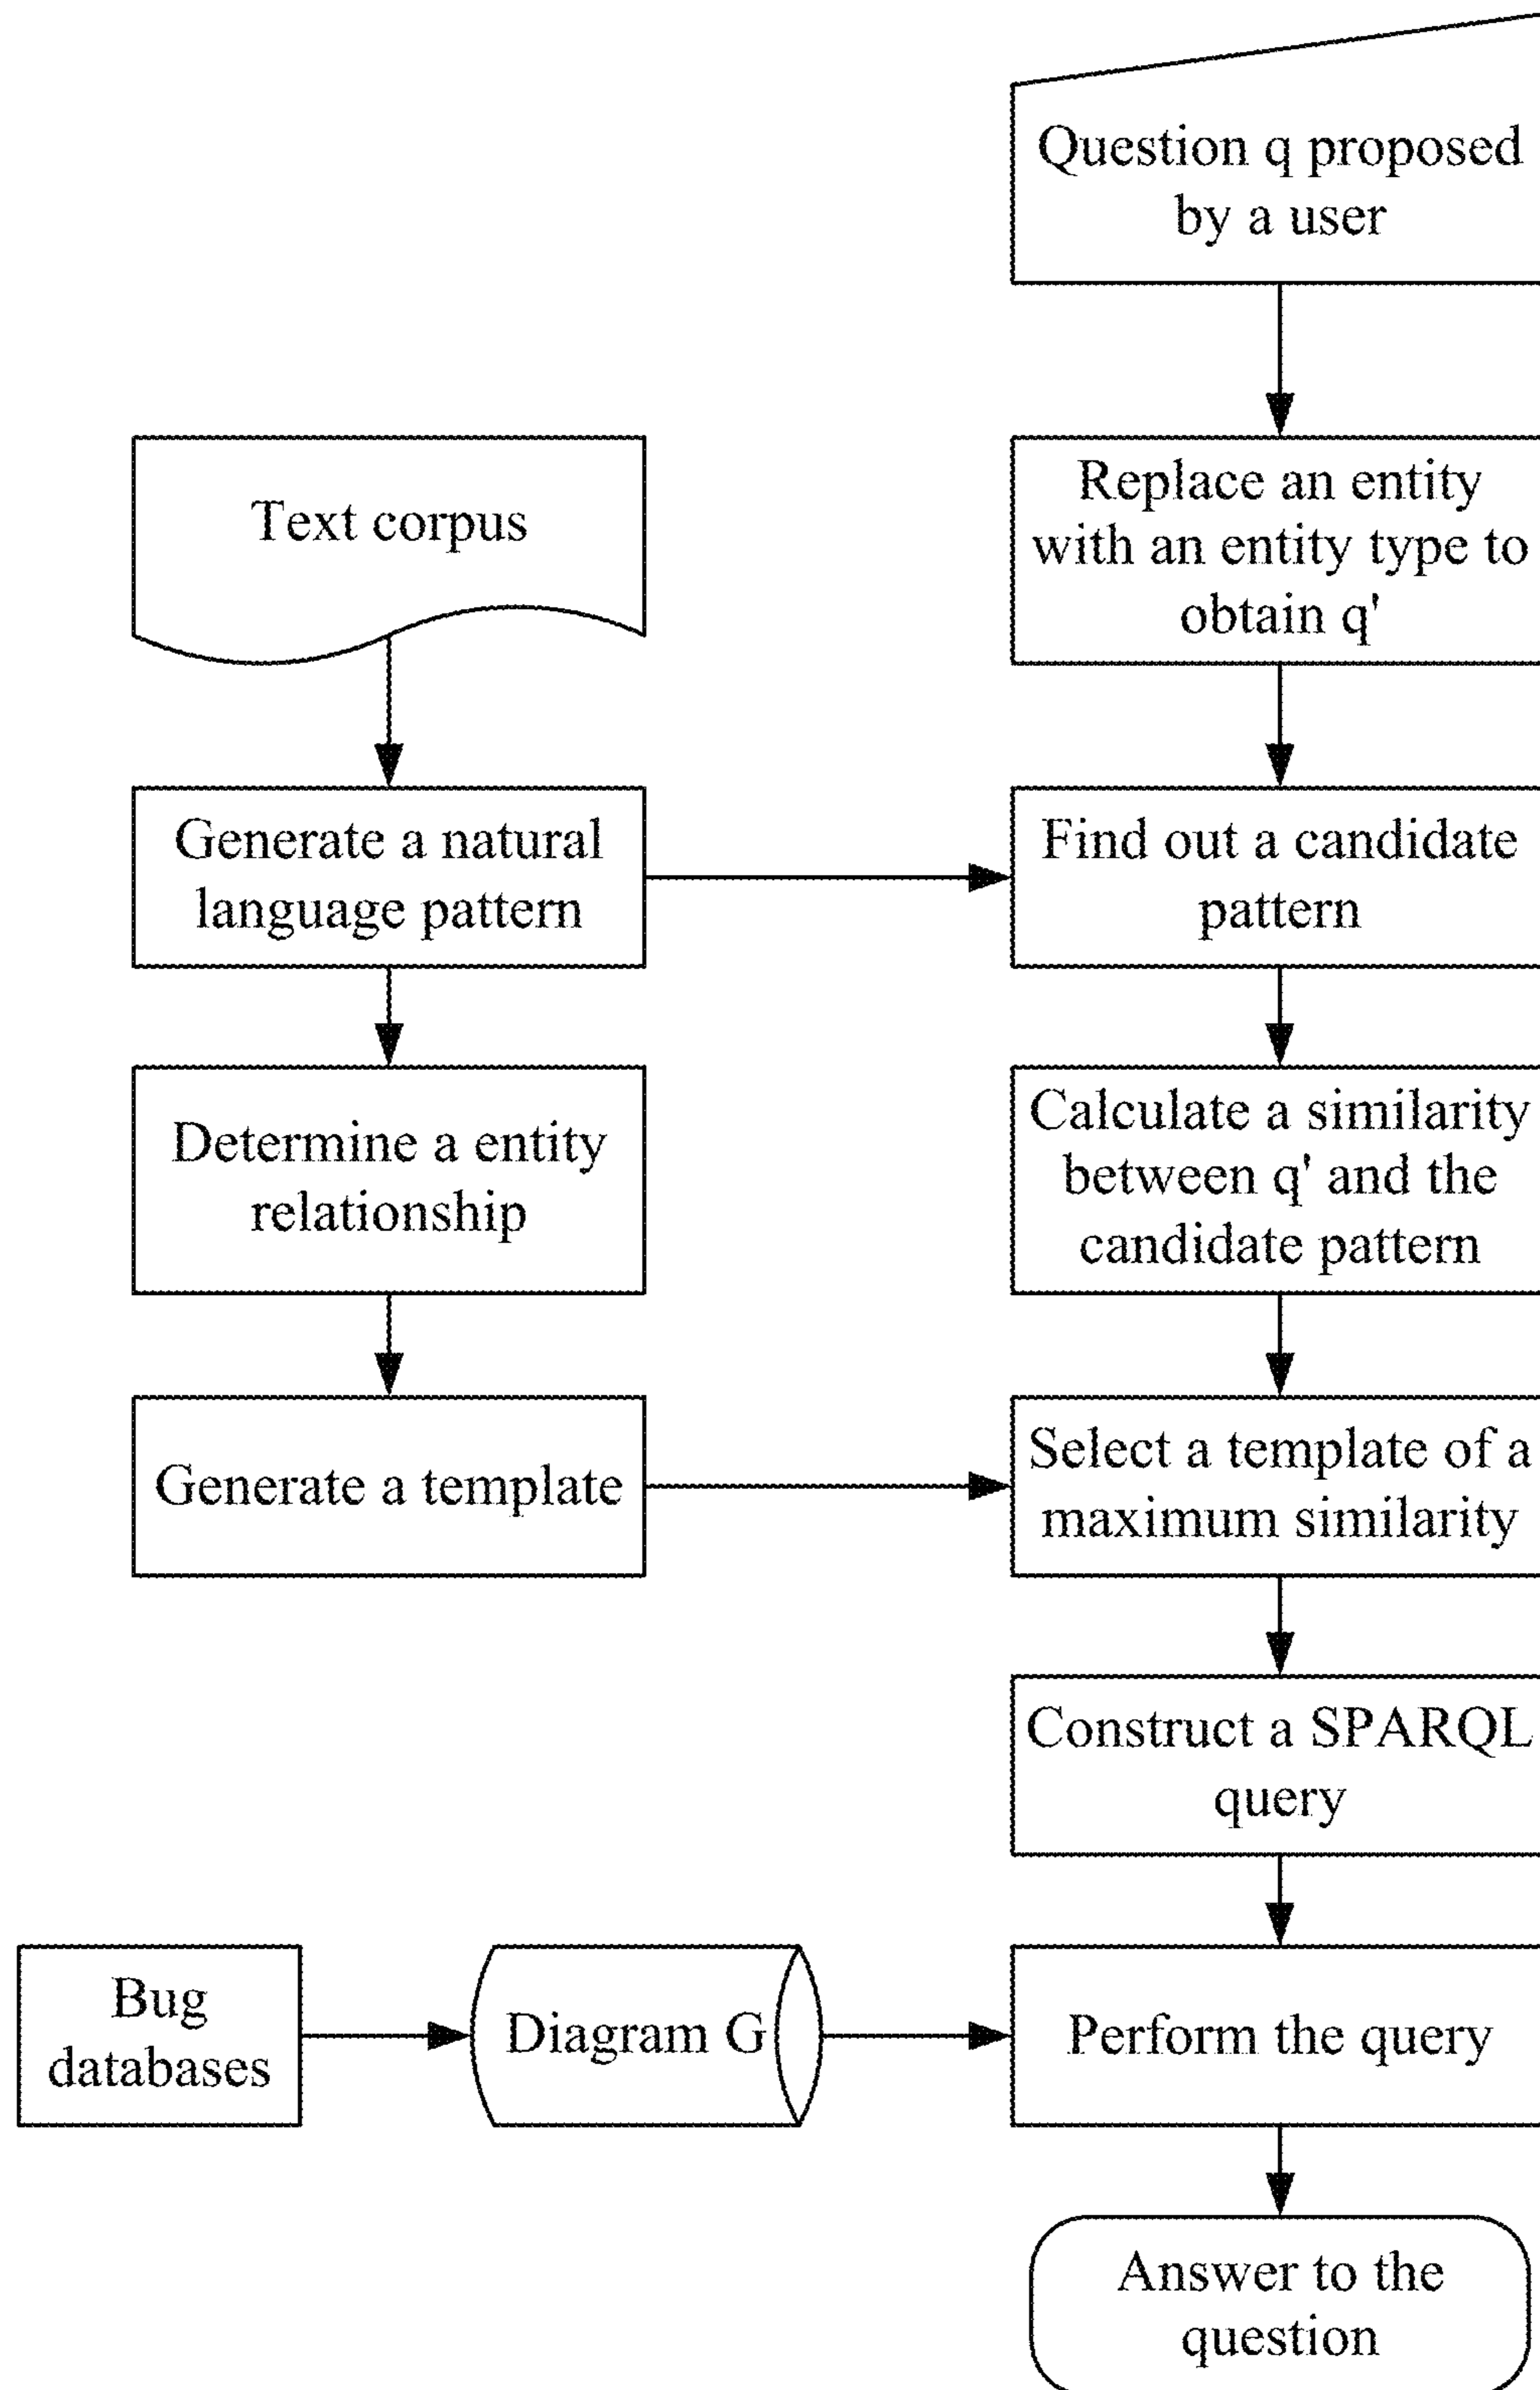 Question q proposed
by a user
Text corpus
Replace an entity
with an entity type to
obtain q'
Generate a natural
language pattern
Find out a candidate
pattern
Determine a entity
relationship
Calculate a similarity
between q' and the
candidate pattern
Generate a template
Select a template of a
maximum similarity
Construct a SPARQL
query
Bug
databases
Diagram G
Perform the query
Answer to the
question